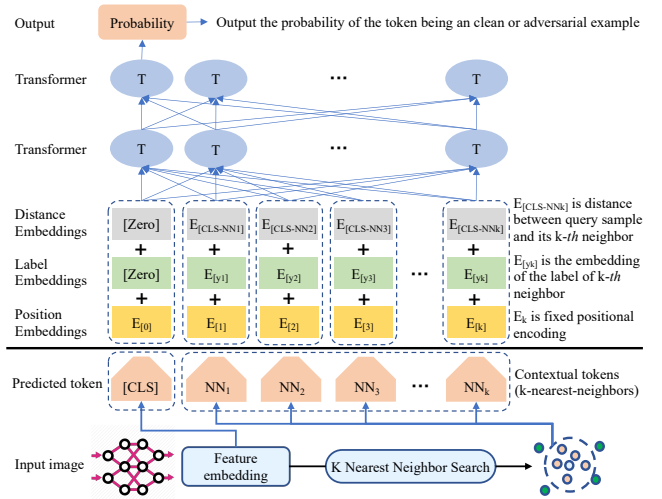 Output Probability Output the probability of the token being an clean or adversarial example
Transformer T T ... T
Transformer T T ... T
Distance Embeddings [Zero] E[CLS-NN1] E[CLS-NN2] E[CLS-NN3] E[CLS-NNk] E[CLS-NNk] is distance between query sample and its k-th neighbor
+ + + + +
Label Embeddings [Zero] E[y1] E[y2] E[y3] ... E[yk] E[yk] is the embedding of the label of k-th neighbor
+ + + + +
Position Embeddings E[0] E[1] E[2] E[3] E[k] Ek is fixed positional encoding
Predicted token [CLS] NN1 NN2 NN3 ... NNk Contextual tokens (k-nearest-neighbors)
Input image Feature embedding K Nearest Neighbor Search